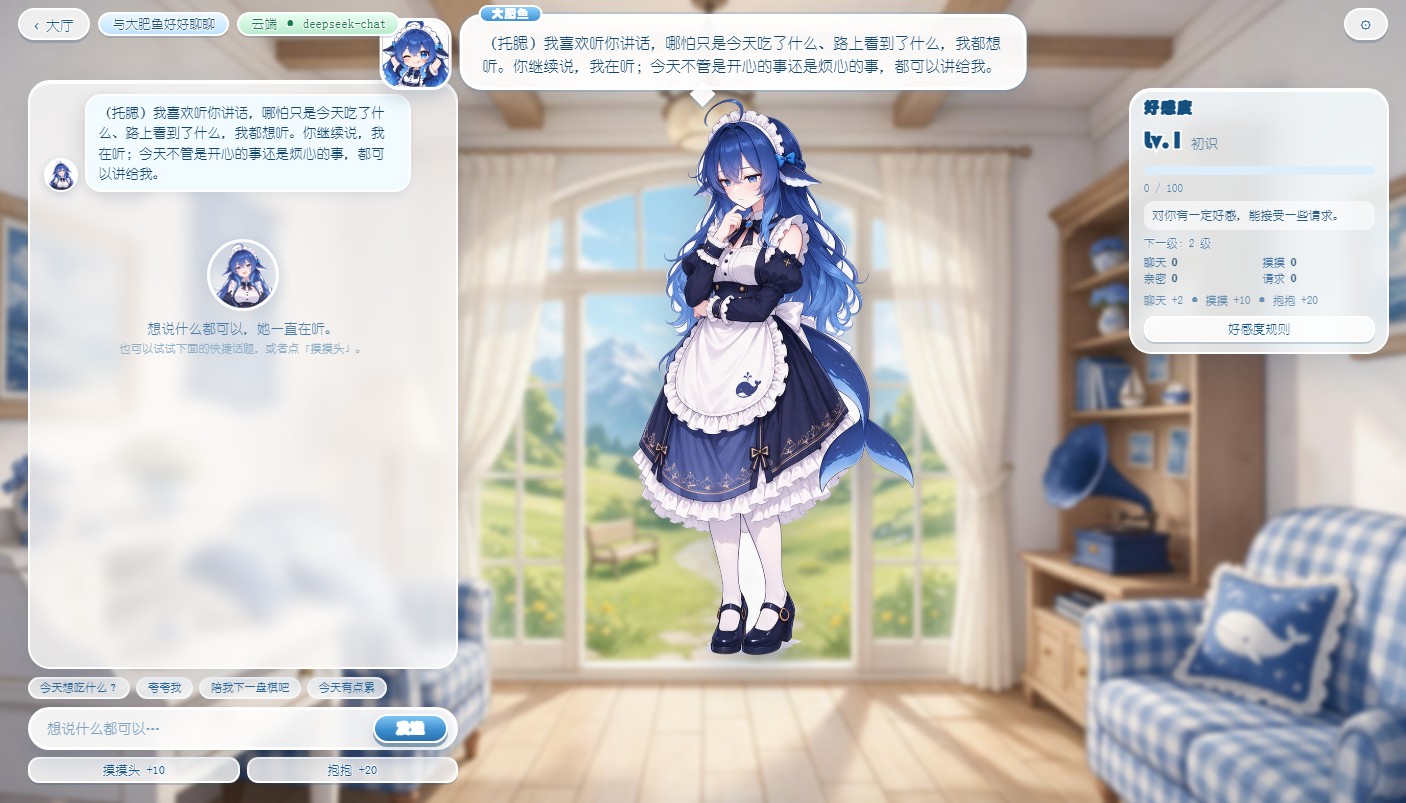 ‹ 大厅
与大肥鱼好好聊聊
云端 ● deepseek-chat
大肥鱼
（托腮）我喜欢听你讲话，哪怕只是今天吃了什么、路上看到了什么，我都想
听。你继续说，我在听；今天不管是开心的事还是烦心的事，都可以讲给我。
（托腮）我喜欢听你讲话，哪怕只是今天吃了什
么、路上看到了什么，我都想听。你继续说，我
在听；今天不管是开心的事还是烦心的事，都可
以讲给我。
想说什么都可以，她一直在听。
也可以试试下面的快捷话题，或者点「摸摸头」。
今天想吃什么？
夸夸我
陪我下一盘棋吧
今天有点累
想说什么都可以…
发送
摸摸头 +10
抱抱 +20
好感度
Lv.1 初识
0 / 100
对你有一定好感，能接受一些请求。
下一级：2 级
聊天 0 摸摸 0
亲密 0 请求 0
聊天 +2 ● 摸摸 +10 ● 抱抱 +20
好感度规则